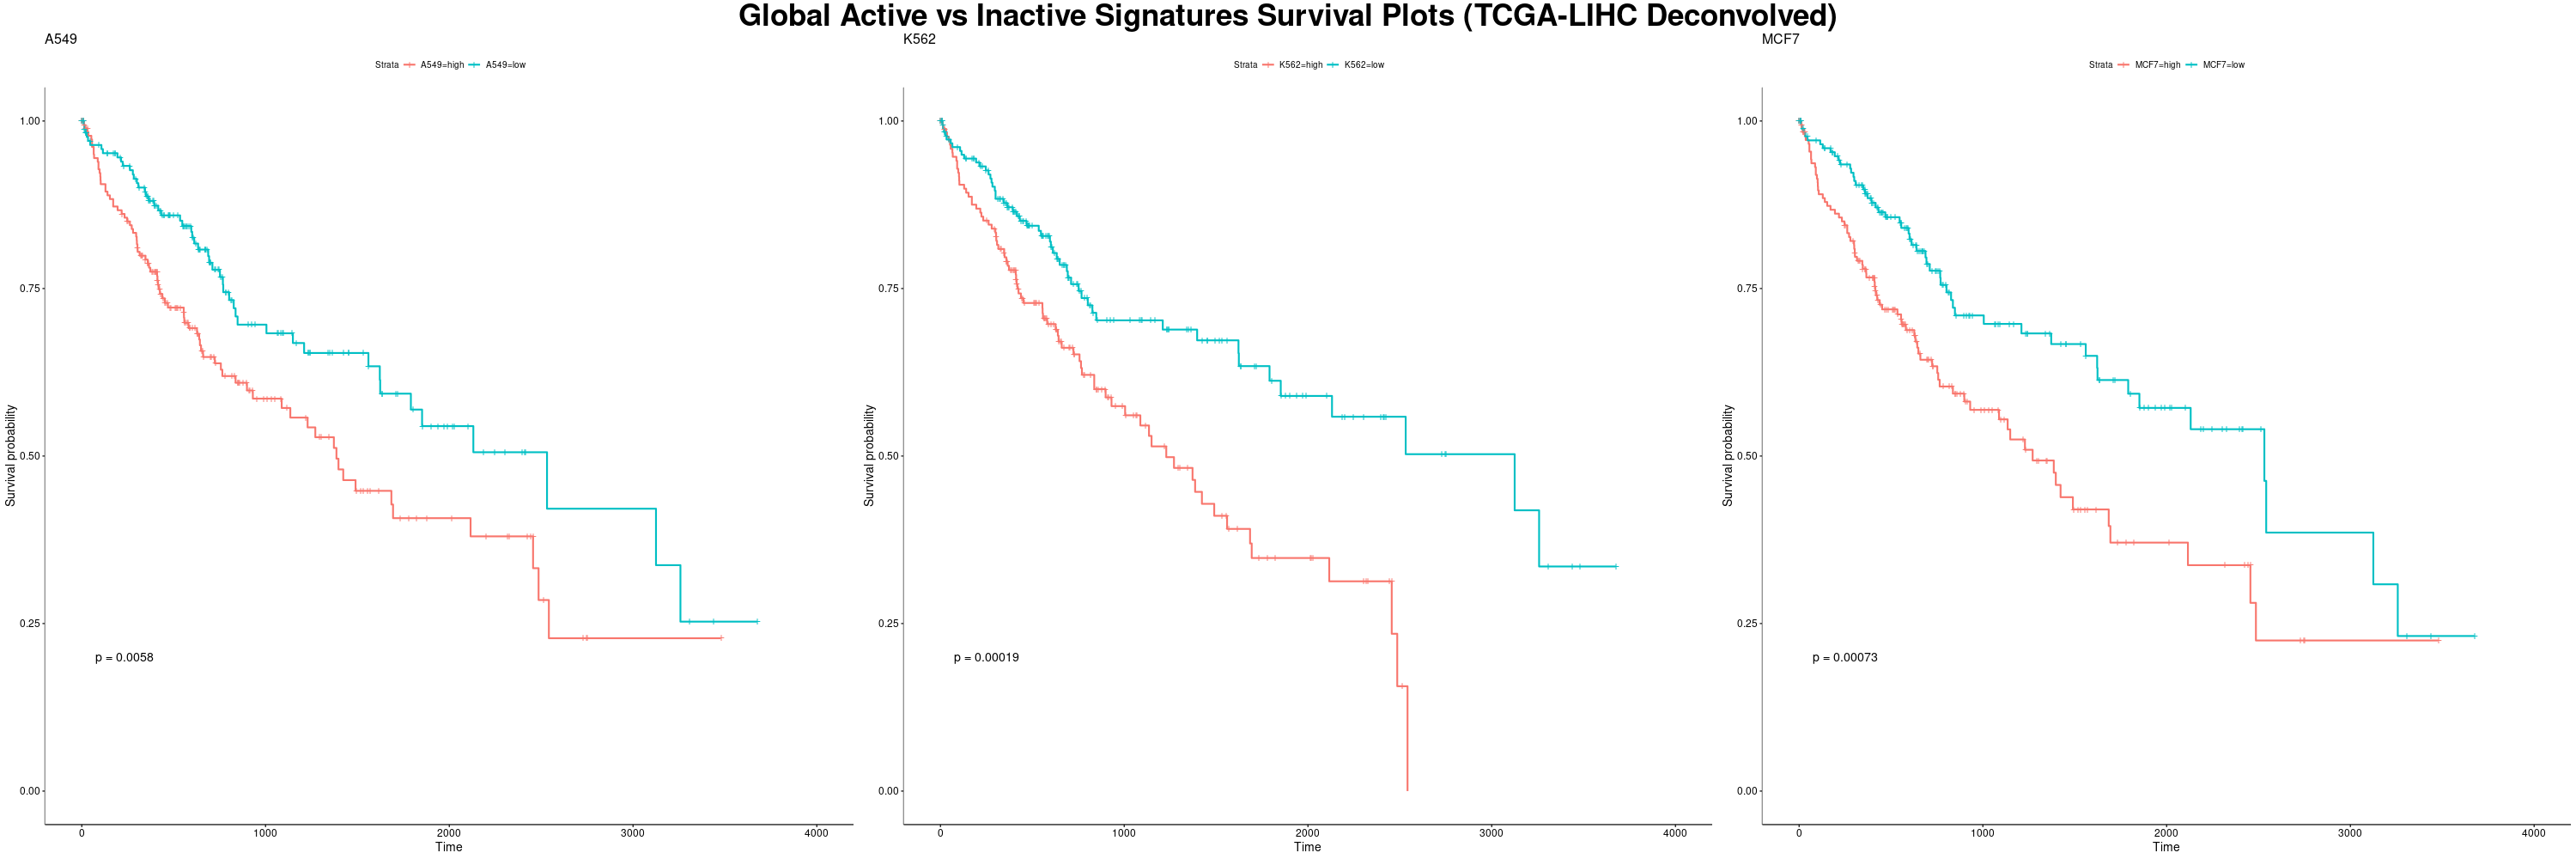 Global Active vs Inactive Signatures Survival Plots (TCGA-LIHC Deconvolved)
A549
Strata A549=high A549=low
Survival probability
1.00
0.75
0.50
0.25
0.00
p = 0.0058
0 1000 2000 3000 4000
Time
K562
Strata K562=high K562=low
Survival probability
1.00
0.75
0.50
0.25
0.00
p = 0.00019
0 1000 2000 3000 4000
Time
MCF7
Strata MCF7=high MCF7=low
Survival probability
1.00
0.75
0.50
0.25
0.00
p = 0.00073
0 1000 2000 3000 4000
Time